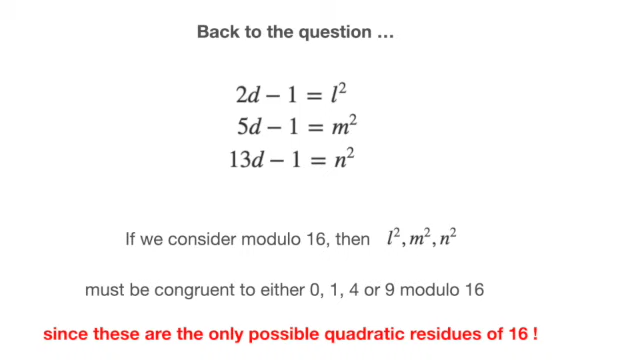 Back to the question …
2d − 1 = l²
5d − 1 = m²
13d − 1 = n²
If we consider modulo 16, then l², m², n²
must be congruent to either 0, 1, 4 or 9 modulo 16
since these are the only possible quadratic residues of 16 !